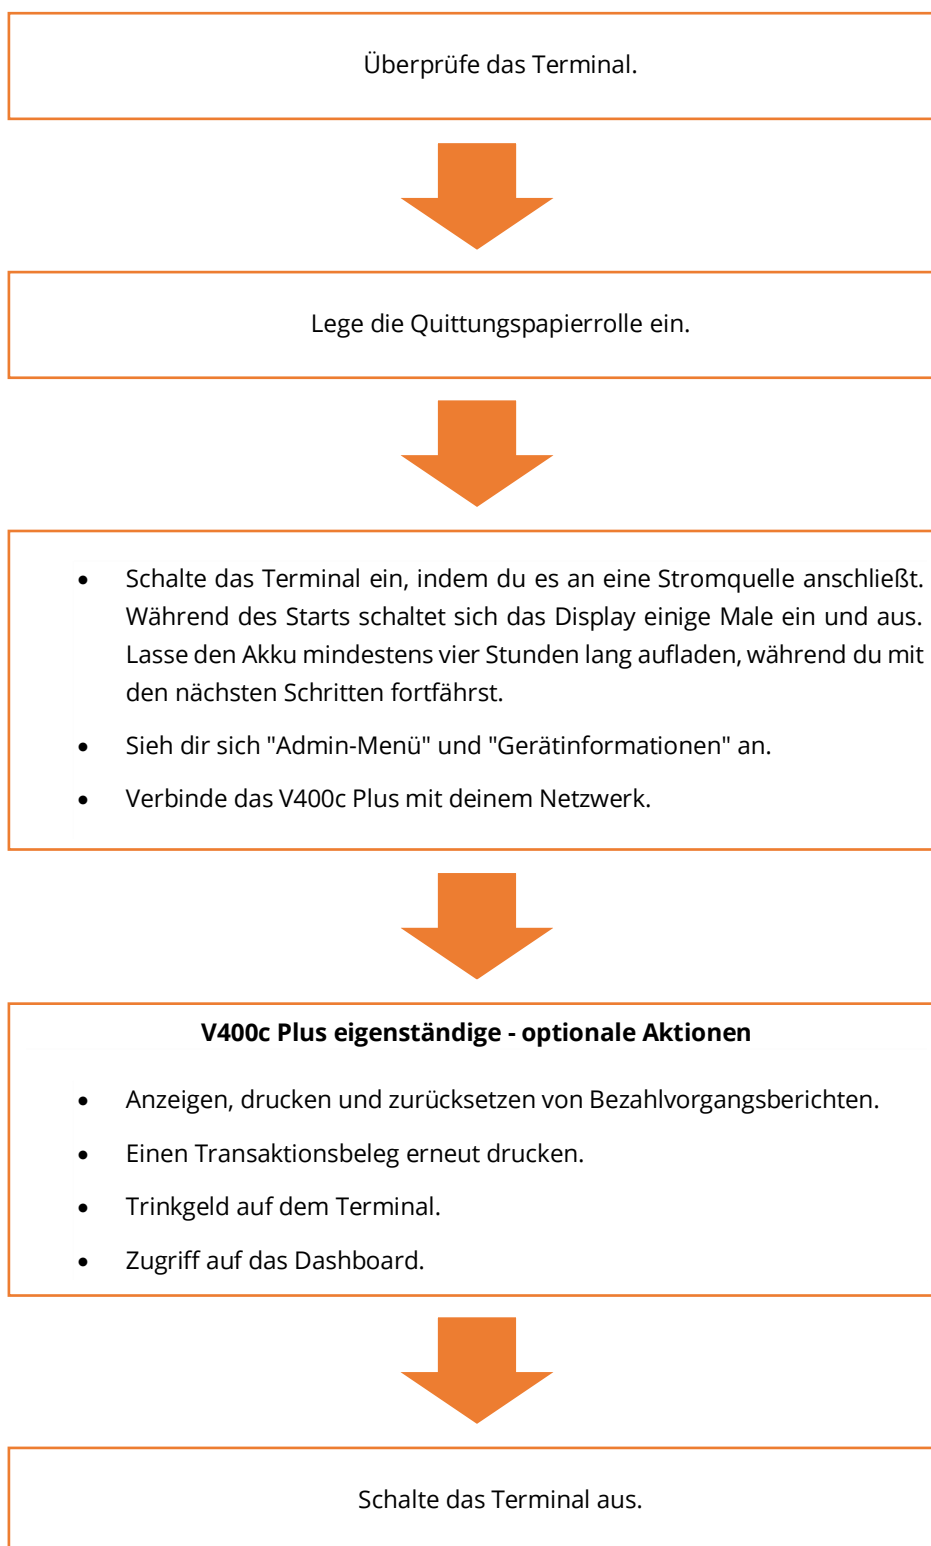 Überprüfe das Terminal.
Lege die Quittungspapierrolle ein.
• Schalte das Terminal ein, indem du es an eine Stromquelle anschließt.
Während des Starts schaltet sich das Display einige Male ein und aus.
Lasse den Akku mindestens vier Stunden lang aufladen, während du mit
den nächsten Schritten fortfährst.
• Sieh dir sich "Admin-Menü" und "Gerätinformationen" an.
• Verbinde das V400c Plus mit deinem Netzwerk.
V400c Plus eigenständige - optionale Aktionen
• Anzeigen, drucken und zurücksetzen von Bezahlvorgangsberichten.
• Einen Transaktionsbeleg erneut drucken.
• Trinkgeld auf dem Terminal.
• Zugriff auf das Dashboard.
Schalte das Terminal aus.